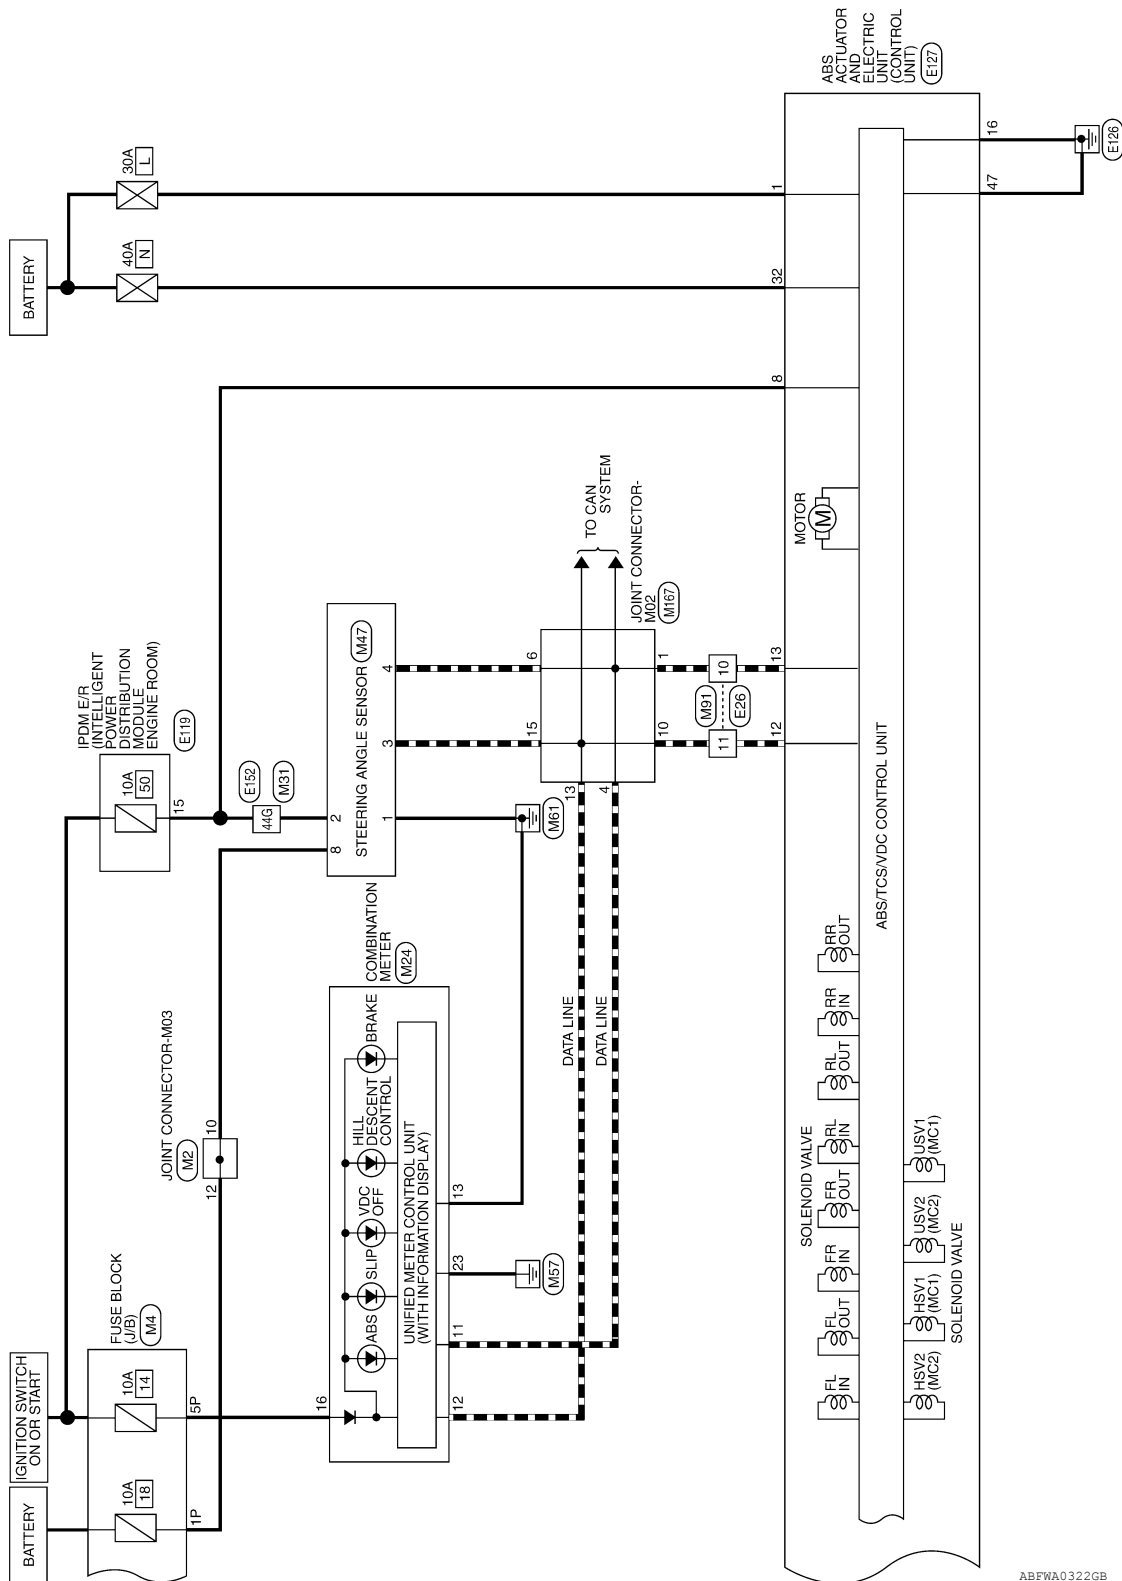 BATTERY
IGNITION SWITCH
ON OR START
BATTERY
FUSE BLOCK
(J/B)
M4
10A
18
10A
14
1P
5P
JOINT CONNECTOR-M03
M2
12
10
IPDM E/R
(INTELLIGENT
POWER
DISTRIBUTION
MODULE
ENGINE ROOM)
E119
10A
50
15
E152
M31
44G
40A
N
30A
L
COMBINATION
METER
M24
16
ABS
SLIP
VDC
OFF
HILL
DESCENT
CONTROL
BRAKE
UNIFIED METER CONTROL UNIT
(WITH INFORMATION DISPLAY)
12
11
23
13
M57
M61
8
2
STEERING ANGLE SENSOR
M47
1
3
4
DATA LINE
DATA LINE
15
6
13
4
10
1
TO CAN
SYSTEM
JOINT CONNECTOR-
M02
M167
M91
E26
11
10
12
13
8
32
1
ABS
ACTUATOR
AND
ELECTRIC
UNIT
(CONTROL
UNIT)
E127
MOTOR
M
SOLENOID VALVE
FL
IN
FL
OUT
FR
IN
FR
OUT
RL
IN
RL
OUT
RR
IN
RR
OUT
ABS/TCS/VDC CONTROL UNIT
HSV2
(MC2)
HSV1
(MC1)
USV2
(MC2)
USV1
(MC1)
SOLENOID VALVE
47
16
E126
ABFWA0322GB